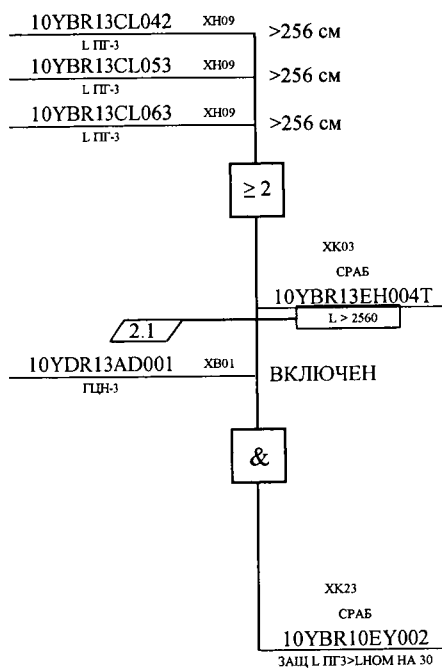 10YBR13CL042 XH09 >256 см
L ПГ-3
10YBR13CL053 XH09 >256 см
L ПГ-3
10YBR13CL063 XH09 >256 см
L ПГ-3
≥ 2
XK03
СРАБ
10YBR13EH004T
L > 2560
2.1
10YDR13AD001 XB01 ВКЛЮЧЕН
ГЦН-3
&
XK23
СРАБ
10YBR10EY002
ЗАЩ L ПГ3>LНОМ НА 30